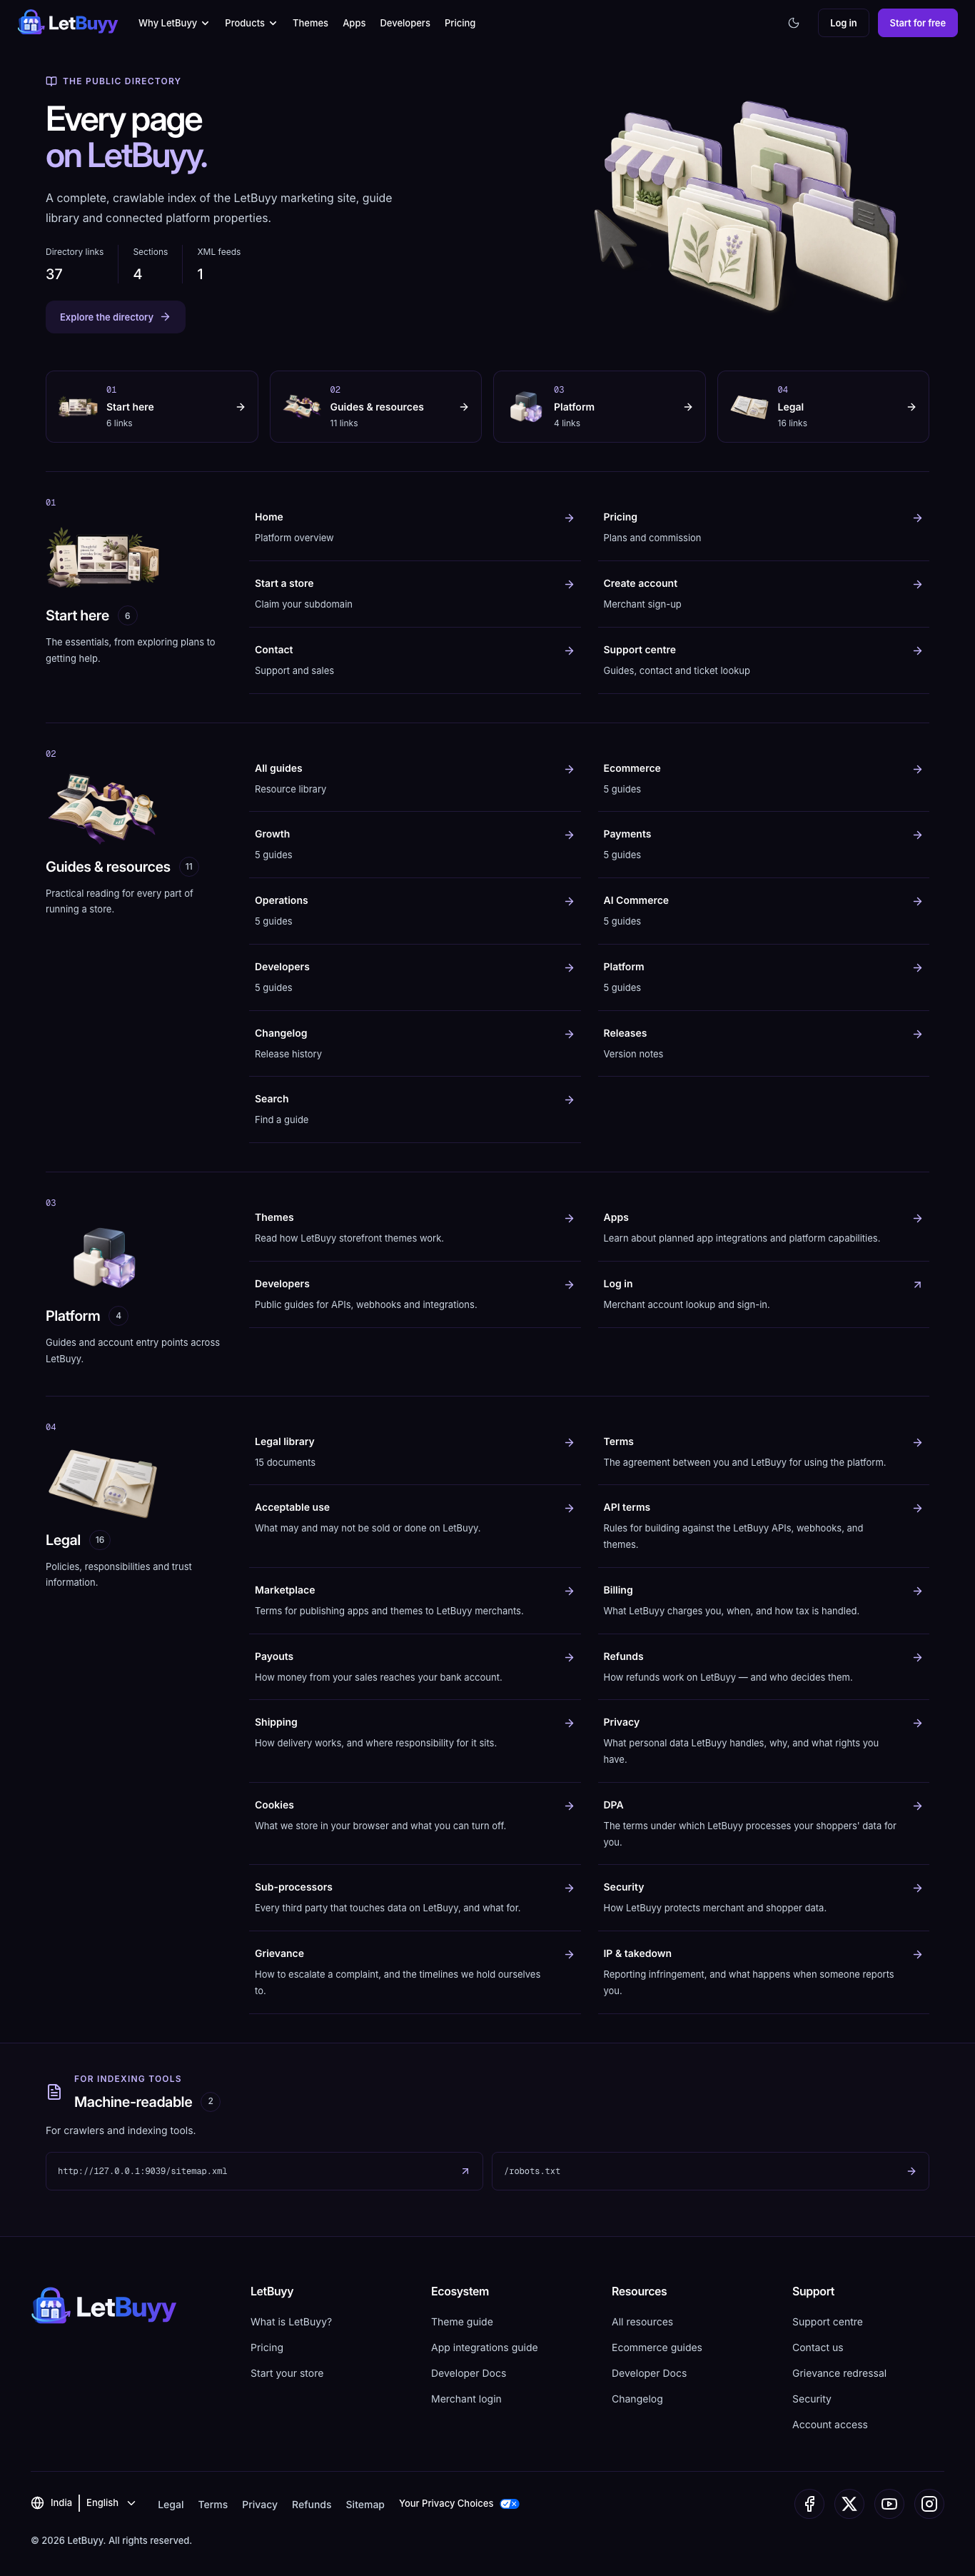 LetBuyy
Why LetBuyy
Products
Themes
Apps
Developers
Pricing
Log in
Start for free
THE PUBLIC DIRECTORY
Every page
on LetBuyy.
A complete, crawlable index of the LetBuyy marketing site, guide
library and connected platform properties.
Directory links
37
Sections
4
XML feeds
1
Explore the directory
01
Start here
6 links
02
Guides & resources
11 links
03
Platform
4 links
04
Legal
16 links
01
Start here 6
The essentials, from exploring plans to
getting help.
Home
Platform overview
Pricing
Plans and commission
Start a store
Claim your subdomain
Create account
Merchant sign-up
Contact
Support and sales
Support centre
Guides, contact and ticket lookup
02
Guides & resources 11
Practical reading for every part of
running a store.
All guides
Resource library
Ecommerce
5 guides
Growth
5 guides
Payments
5 guides
Operations
5 guides
AI Commerce
5 guides
Developers
5 guides
Platform
5 guides
Changelog
Release history
Releases
Version notes
Search
Find a guide
03
Platform 4
Guides and account entry points across
LetBuyy.
Themes
Read how LetBuyy storefront themes work.
Apps
Learn about planned app integrations and platform capabilities.
Developers
Public guides for APIs, webhooks and integrations.
Log in
Merchant account lookup and sign-in.
04
Legal 16
Policies, responsibilities and trust
information.
Legal library
15 documents
Terms
The agreement between you and LetBuyy for using the platform.
Acceptable use
What may and may not be sold or done on LetBuyy.
API terms
Rules for building against the LetBuyy APIs, webhooks, and
themes.
Marketplace
Terms for publishing apps and themes to LetBuyy merchants.
Billing
What LetBuyy charges you, when, and how tax is handled.
Payouts
How money from your sales reaches your bank account.
Refunds
How refunds work on LetBuyy — and who decides them.
Shipping
How delivery works, and where responsibility for it sits.
Privacy
What personal data LetBuyy handles, why, and what rights you
have.
Cookies
What we store in your browser and what you can turn off.
DPA
The terms under which LetBuyy processes your shoppers' data for
you.
Sub-processors
Every third party that touches data on LetBuyy, and what for.
Security
How LetBuyy protects merchant and shopper data.
Grievance
How to escalate a complaint, and the timelines we hold ourselves
to.
IP & takedown
Reporting infringement, and what happens when someone reports
you.
FOR INDEXING TOOLS
Machine-readable 2
For crawlers and indexing tools.
http://127.0.0.1:9039/sitemap.xml
/robots.txt
LetBuyy
LetBuyy
What is LetBuyy?
Pricing
Start your store
Ecosystem
Theme guide
App integrations guide
Developer Docs
Merchant login
Resources
All resources
Ecommerce guides
Developer Docs
Changelog
Support
Support centre
Contact us
Grievance redressal
Security
Account access
India
English
Legal
Terms
Privacy
Refunds
Sitemap
Your Privacy Choices
© 2026 LetBuyy. All rights reserved.